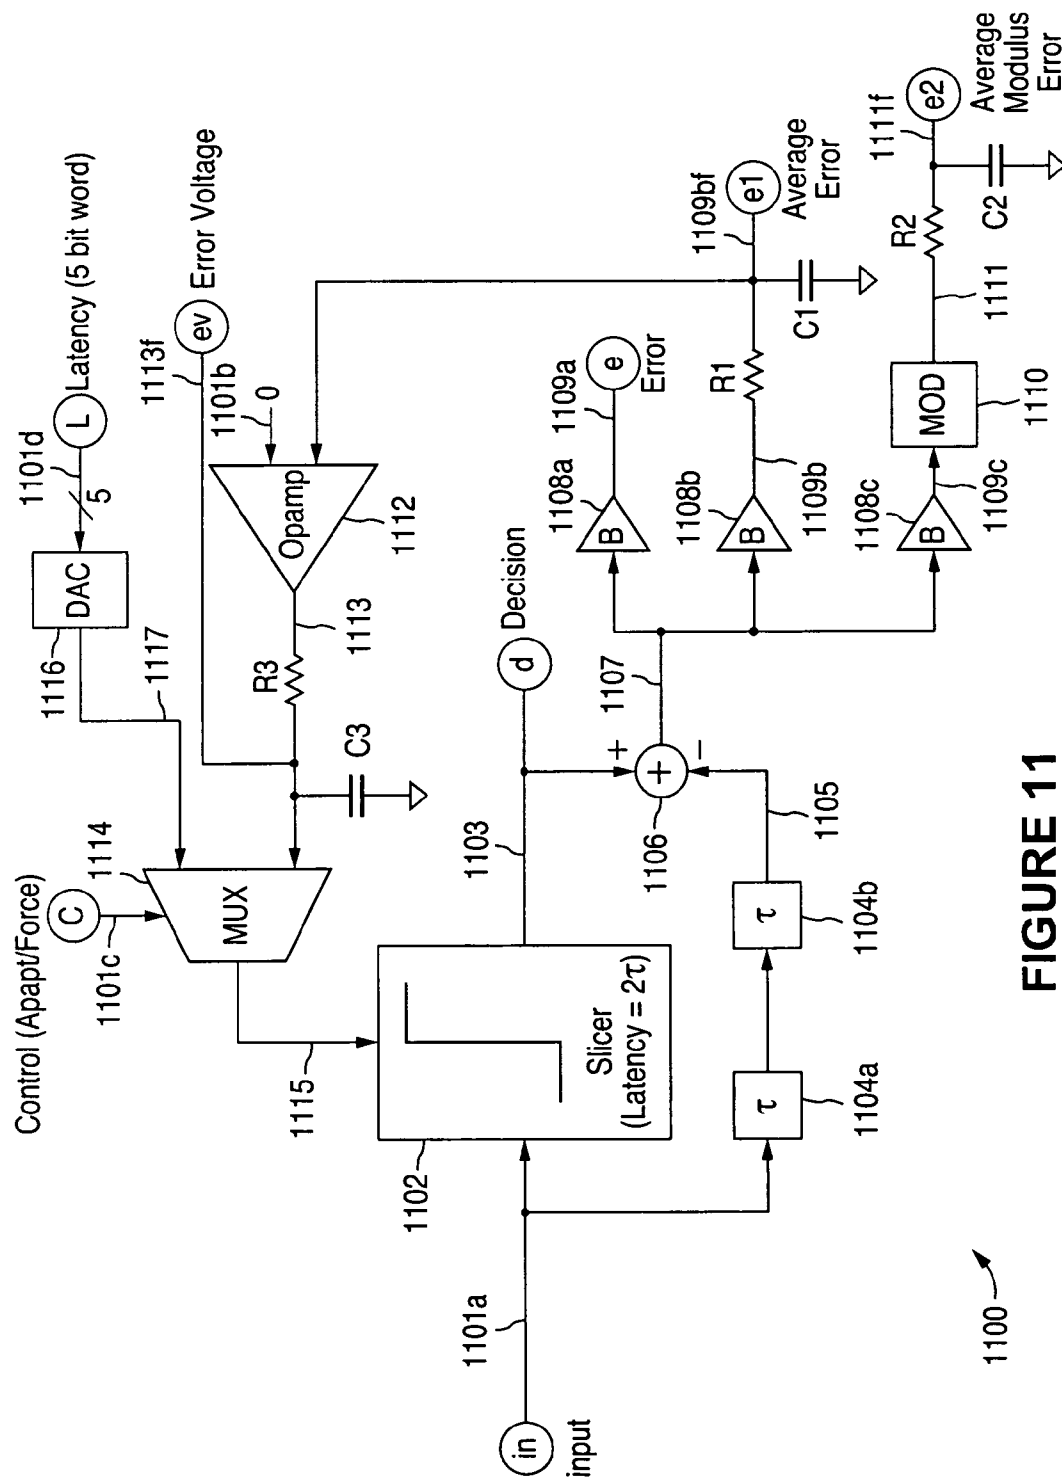 Control (Apapt/Force)
C
1101c
1114
MUX
1115
1116
DAC
1117
1101d
5
L
Latency (5 bit word)
1113f
ev
Error Voltage
1101b
0
Opamp
1112
1113
R3
C3
in
input
1101a
1102
Slicer
(Latency = 2τ)
1103
d
Decision
τ
1104a
τ
1104b
1105
+
+
–
1106
1107
B
1108a
1109a
e
Error
B
1108b
1109b
R1
C1
1109bf
e1
Average
Error
B
1108c
1109c
MOD
1110
1111
R2
C2
1111f
e2
Average
Modulus
Error
1100
FIGURE 11